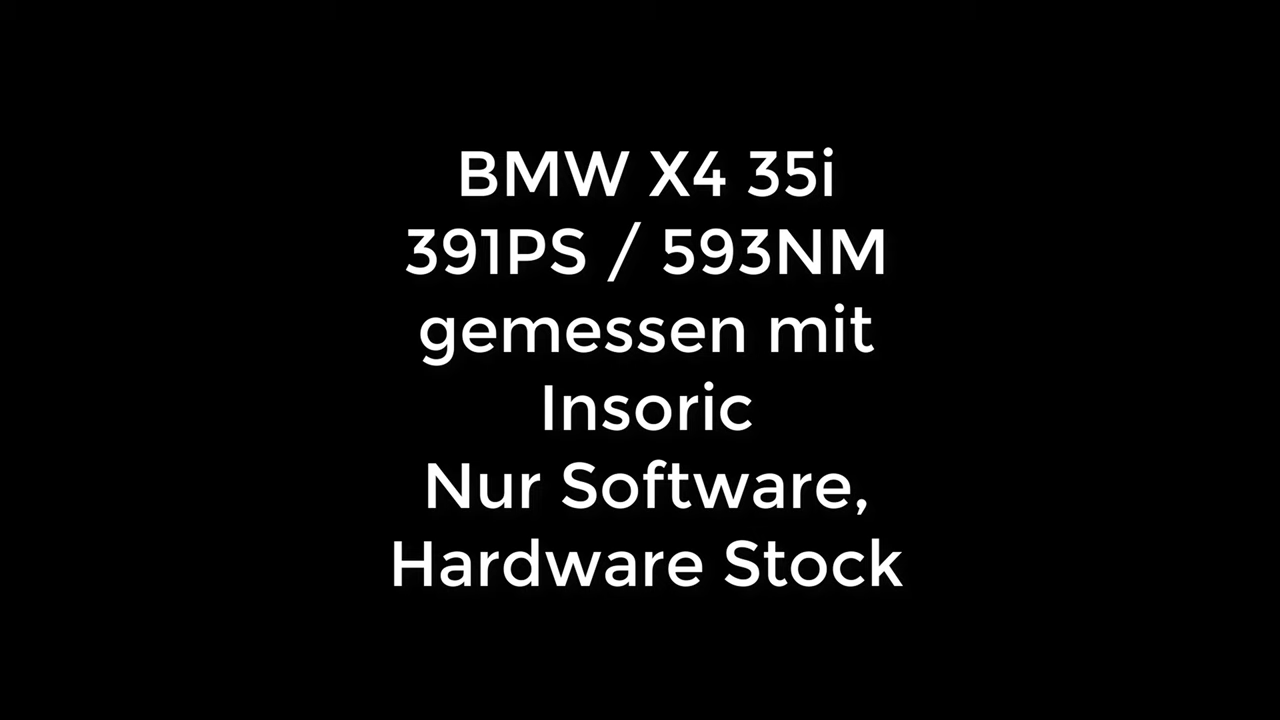 BMW X4 35i
391PS / 593NM
gemessen mit
Insoric
Nur Software,
Hardware Stock